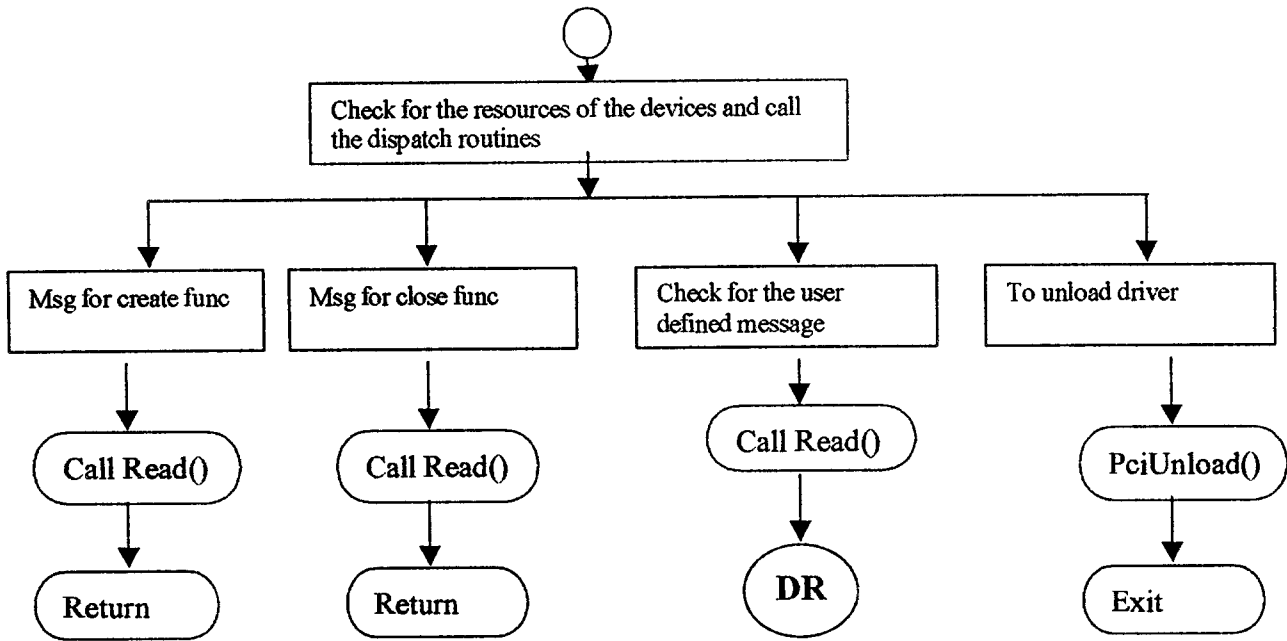 Check for the resources of the devices and call
the dispatch routines
Msg for create func
Msg for close func
Check for the user
defined message
To unload driver
Call Read()
Call Read()
Call Read()
PciUnload()
Return
Return
DR
Exit